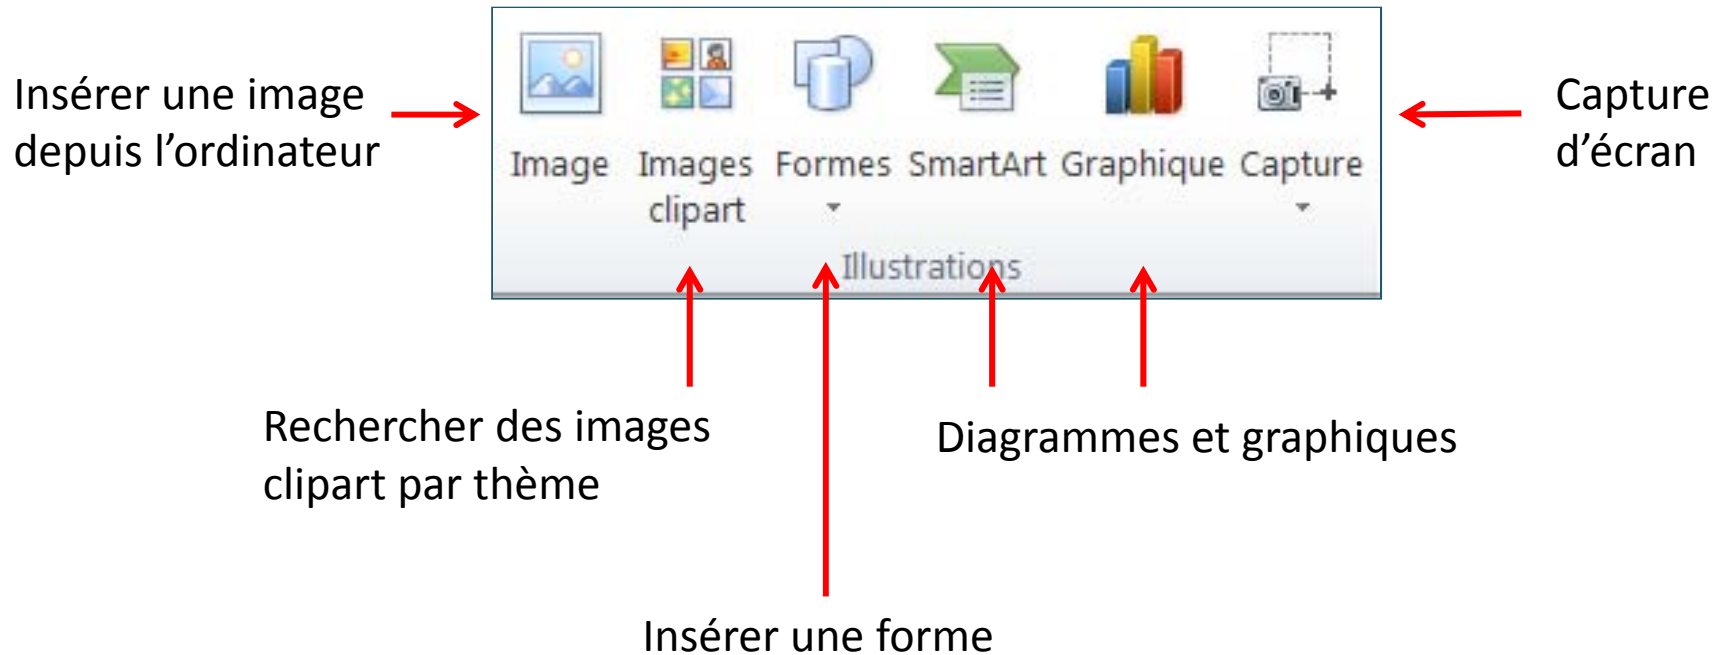 Insérer une image
depuis l’ordinateur
Image
Images
clipart
Formes
SmartArt
Graphique
Capture
Illustrations
Capture
d’écran
Rechercher des images
clipart par thème
Diagrammes et graphiques
Insérer une forme